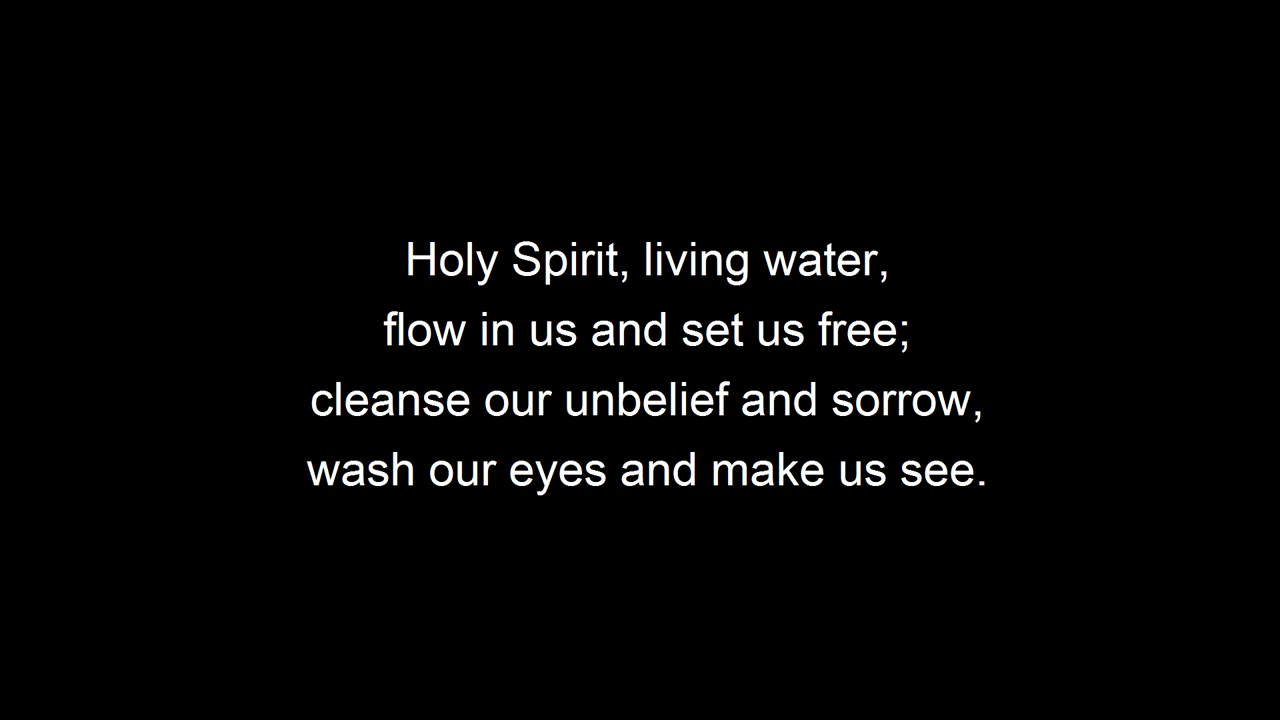 Holy Spirit, living water,
flow in us and set us free;
cleanse our unbelief and sorrow,
wash our eyes and make us see.